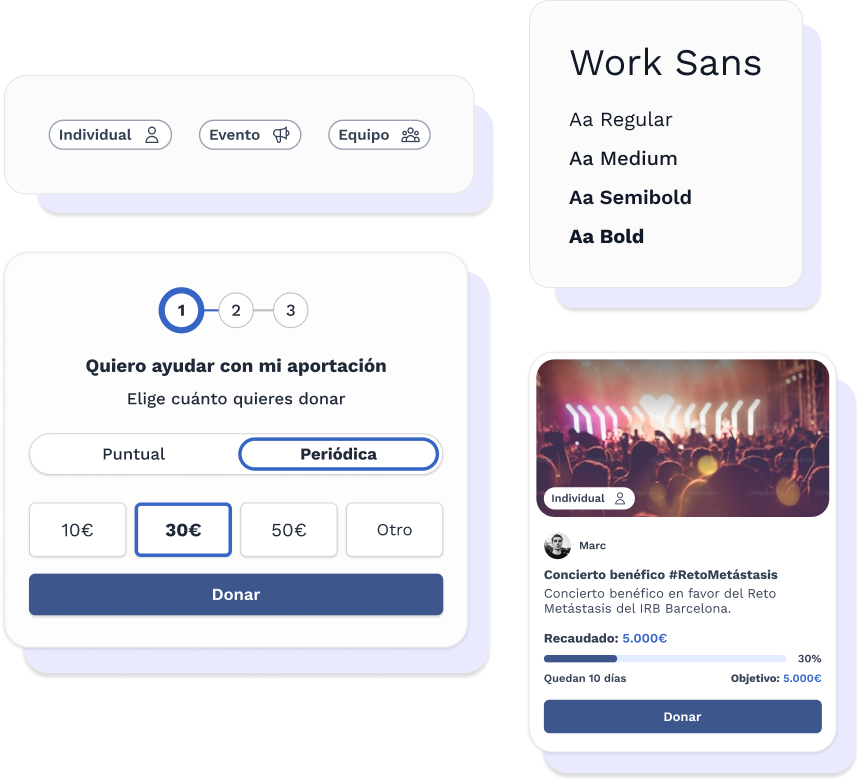 Individual
Evento
Equipo
1
2
3
Quiero ayudar con mi aportación
Elige cuánto quieres donar
Puntual
Periódica
10€
30€
50€
Otro
Donar
Work Sans
Aa Regular
Aa Medium
Aa Semibold
Aa Bold
Individual
Marc
Concierto benéfico #RetoMetástasis
Concierto benéfico en favor del Reto
Metástasis del IRB Barcelona.
Recaudado: 5.000€
30%
Quedan 10 días
Objetivo: 5.000€
Donar